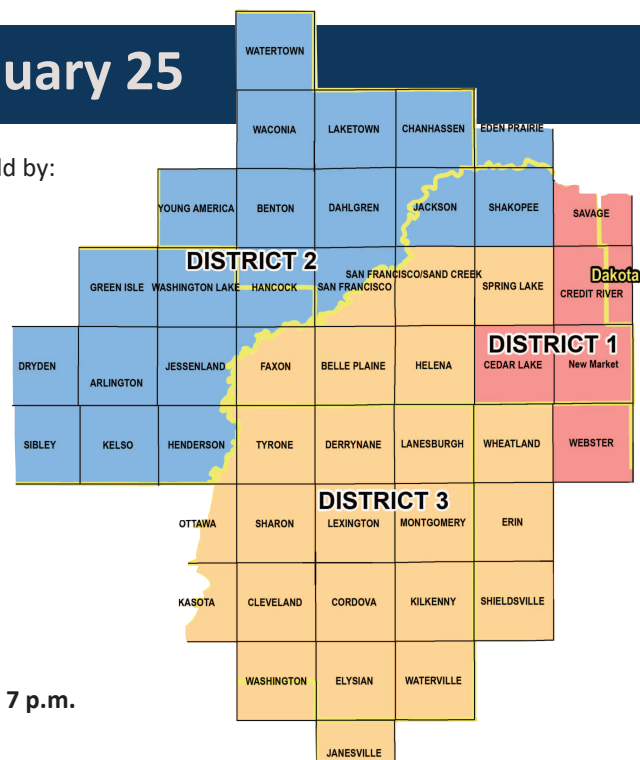 WATERTOWN
uary 25
WACONIA LAKETOWN CHANHASSEN EDEN PRAIRIE
ld by:
YOUNG AMERICA BENTON DAHLGREN JACKSON SHAKOPEE SAVAGE
DISTRICT 2
SAN FRANCISCO/SAND CREEK
Dakota
GREEN ISLE WASHINGTON LAKE HANCOCK SAN FRANCISCO SPRING LAKE CREDIT RIVER
DISTRICT 1
DRYDEN ARLINGTON JESSENLAND FAXON BELLE PLAINE HELENA CEDAR LAKE New Market
SIBLEY KELSO HENDERSON TYRONE DERRYNANE LANESBURGH WHEATLAND WEBSTER
DISTRICT 3
OTTAWA SHARON LEXINGTON MONTGOMERY ERIN
KASOTA CLEVELAND CORDOVA KILKENNY SHIELDSVILLE
WASHINGTON ELYSIAN WATERVILLE
7 p.m.
JANESVILLE